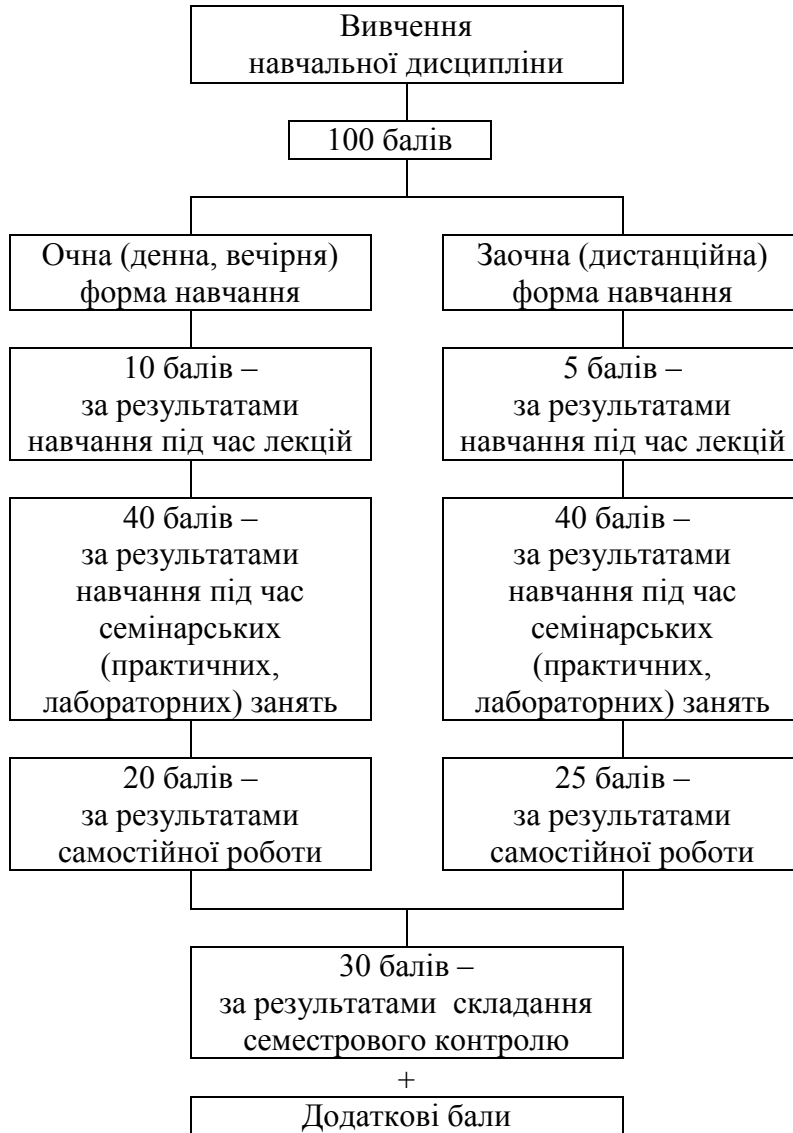 Вивчення
навчальної дисципліни
100 балів
Очна (денна, вечірня)
форма навчання
Заочна (дистанційна)
форма навчання
10 балів –
за результатами
навчання під час лекцій
5 балів –
за результатами
навчання під час лекцій
40 балів –
за результатами
навчання під час
семінарських
(практичних,
лабораторних) занять
40 балів –
за результатами
навчання під час
семінарських
(практичних,
лабораторних) занять
20 балів –
за результатами
самостійної роботи
25 балів –
за результатами
самостійної роботи
30 балів –
за результатами складання
семестрового контролю
+
Додаткові бали